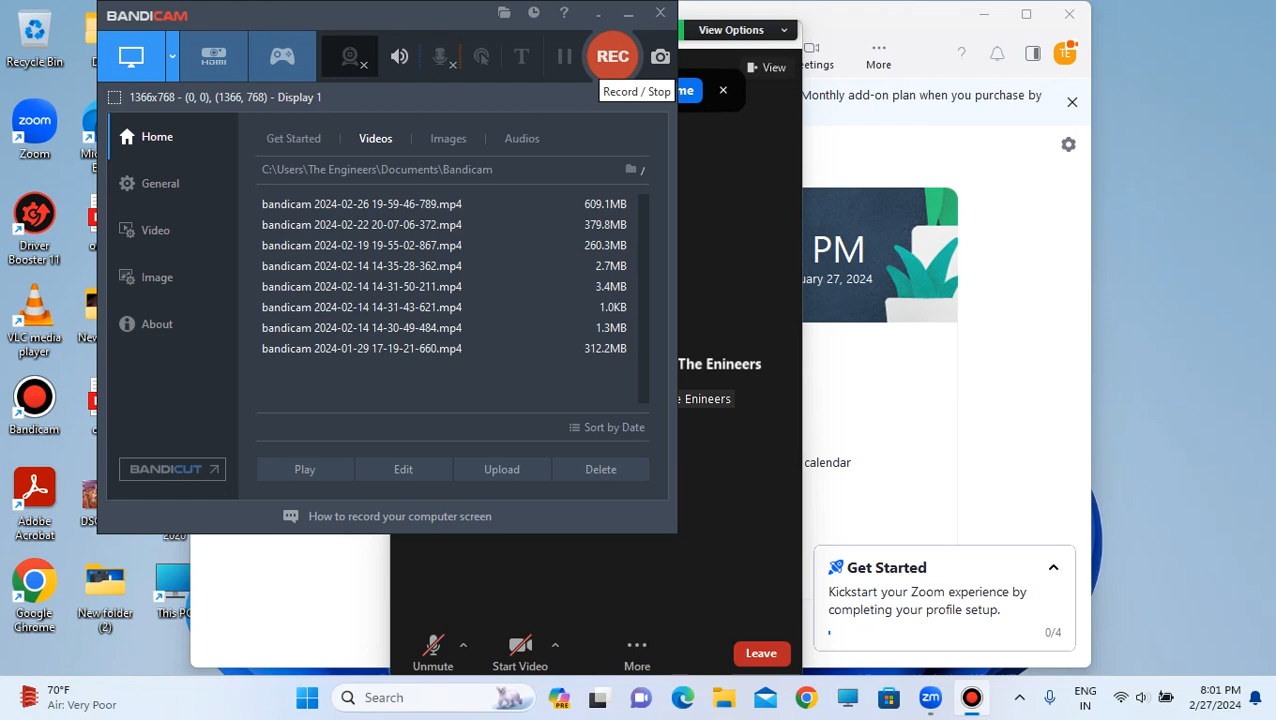 Recycle Bin
Zoom
Driver
Booster 11
VLC media
player
Bandicam
Adobe
Acrobat
2020
Google
Chrome
New folder
(2)
This PC
BANDICAM
HDMI
T
REC
Record / Stop
1366x768 - (0, 0), (1366, 768) - Display 1
Home
General
Video
Image
About
BANDICUT
Get Started
Videos
Images
Audios
C:\Users\The Engineers\Documents\Bandicam
/
bandicam 2024-02-26 19-59-46-789.mp4 609.1MB
bandicam 2024-02-22 20-07-06-372.mp4 379.8MB
bandicam 2024-02-19 19-55-02-867.mp4 260.3MB
bandicam 2024-02-14 14-35-28-362.mp4 2.7MB
bandicam 2024-02-14 14-31-50-211.mp4 3.4MB
bandicam 2024-02-14 14-31-43-621.mp4 1.0KB
bandicam 2024-02-14 14-30-49-484.mp4 1.3MB
bandicam 2024-01-29 17-19-21-660.mp4 312.2MB
Sort by Date
Play
Edit
Upload
Delete
How to record your computer screen
View Options
View
me
The Enineers
e Enineers
Unmute
Start Video
More
Leave
eetings
More
TE
Monthly add-on plan when you purchase by
PM
uary 27, 2024
calendar
Get Started
Kickstart your Zoom experience by
completing your profile setup.
0/4
70°F
Air: Very Poor
Search
PRE
zm
ENG
IN
8:01 PM
2/27/2024